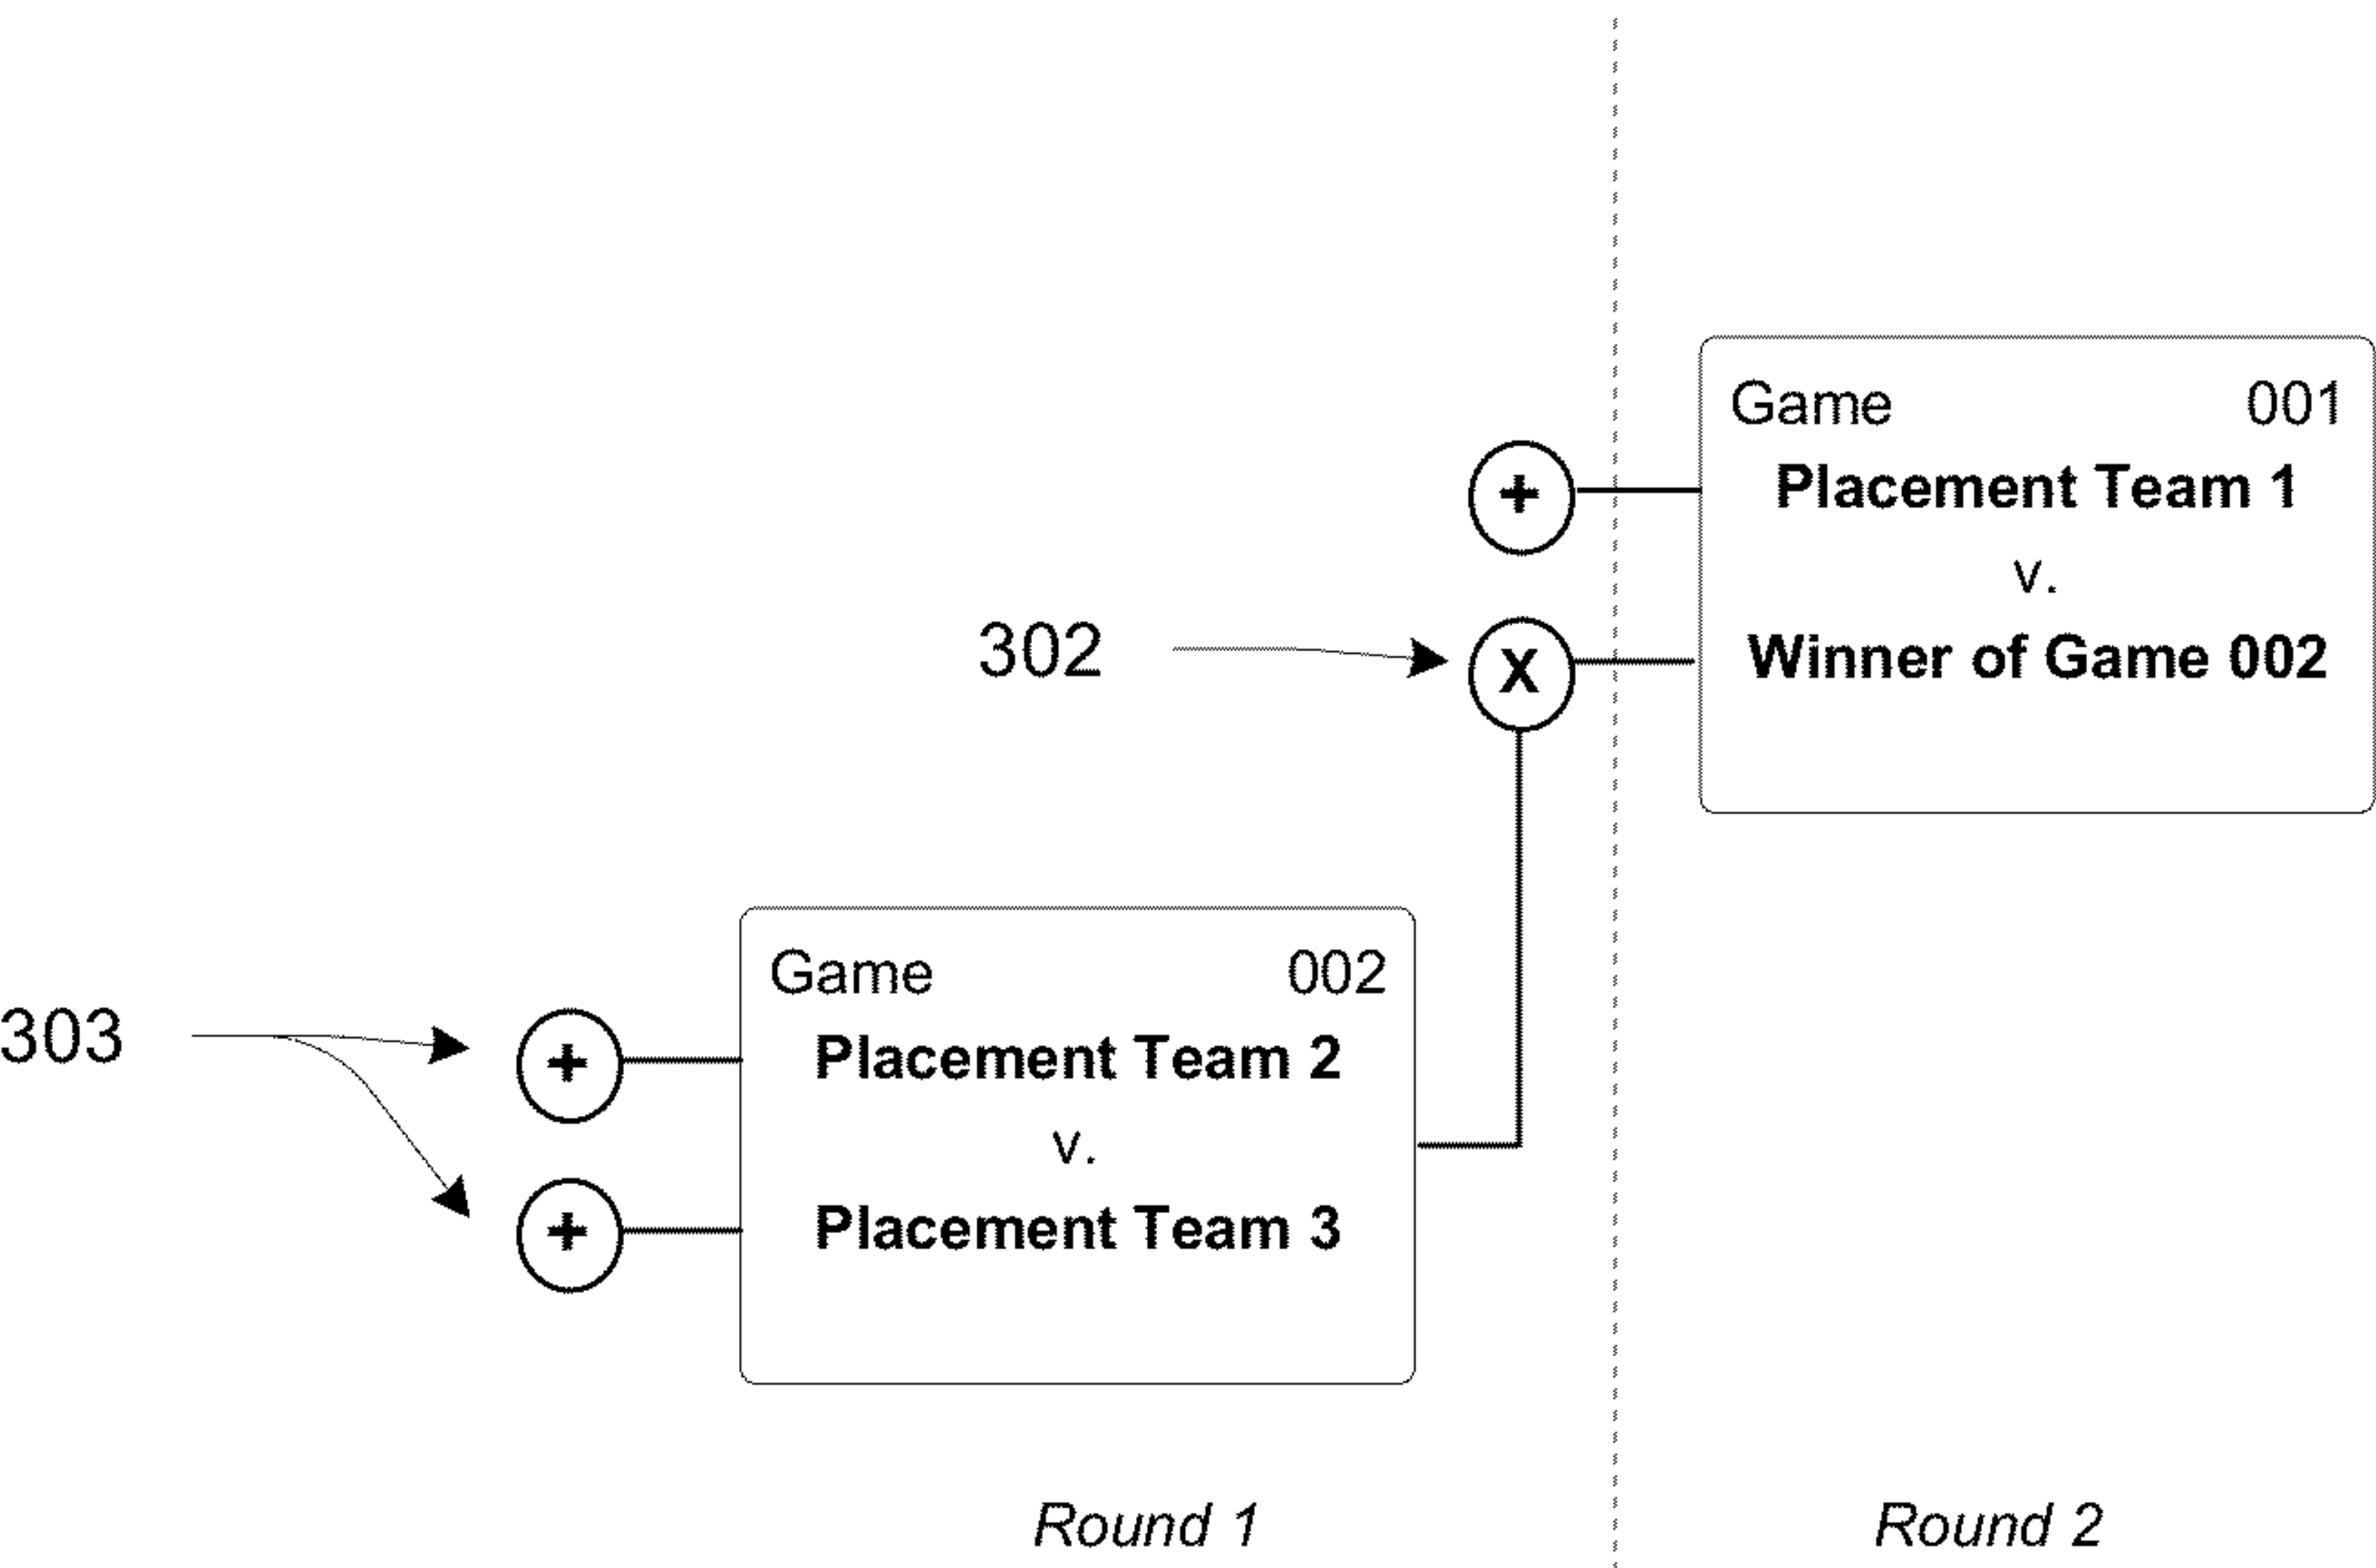 Game 001
+ Placement Team 1
v.
302 X Winner of Game 002
Game 002
303 + Placement Team 2
v.
+ Placement Team 3
Round 1 Round 2